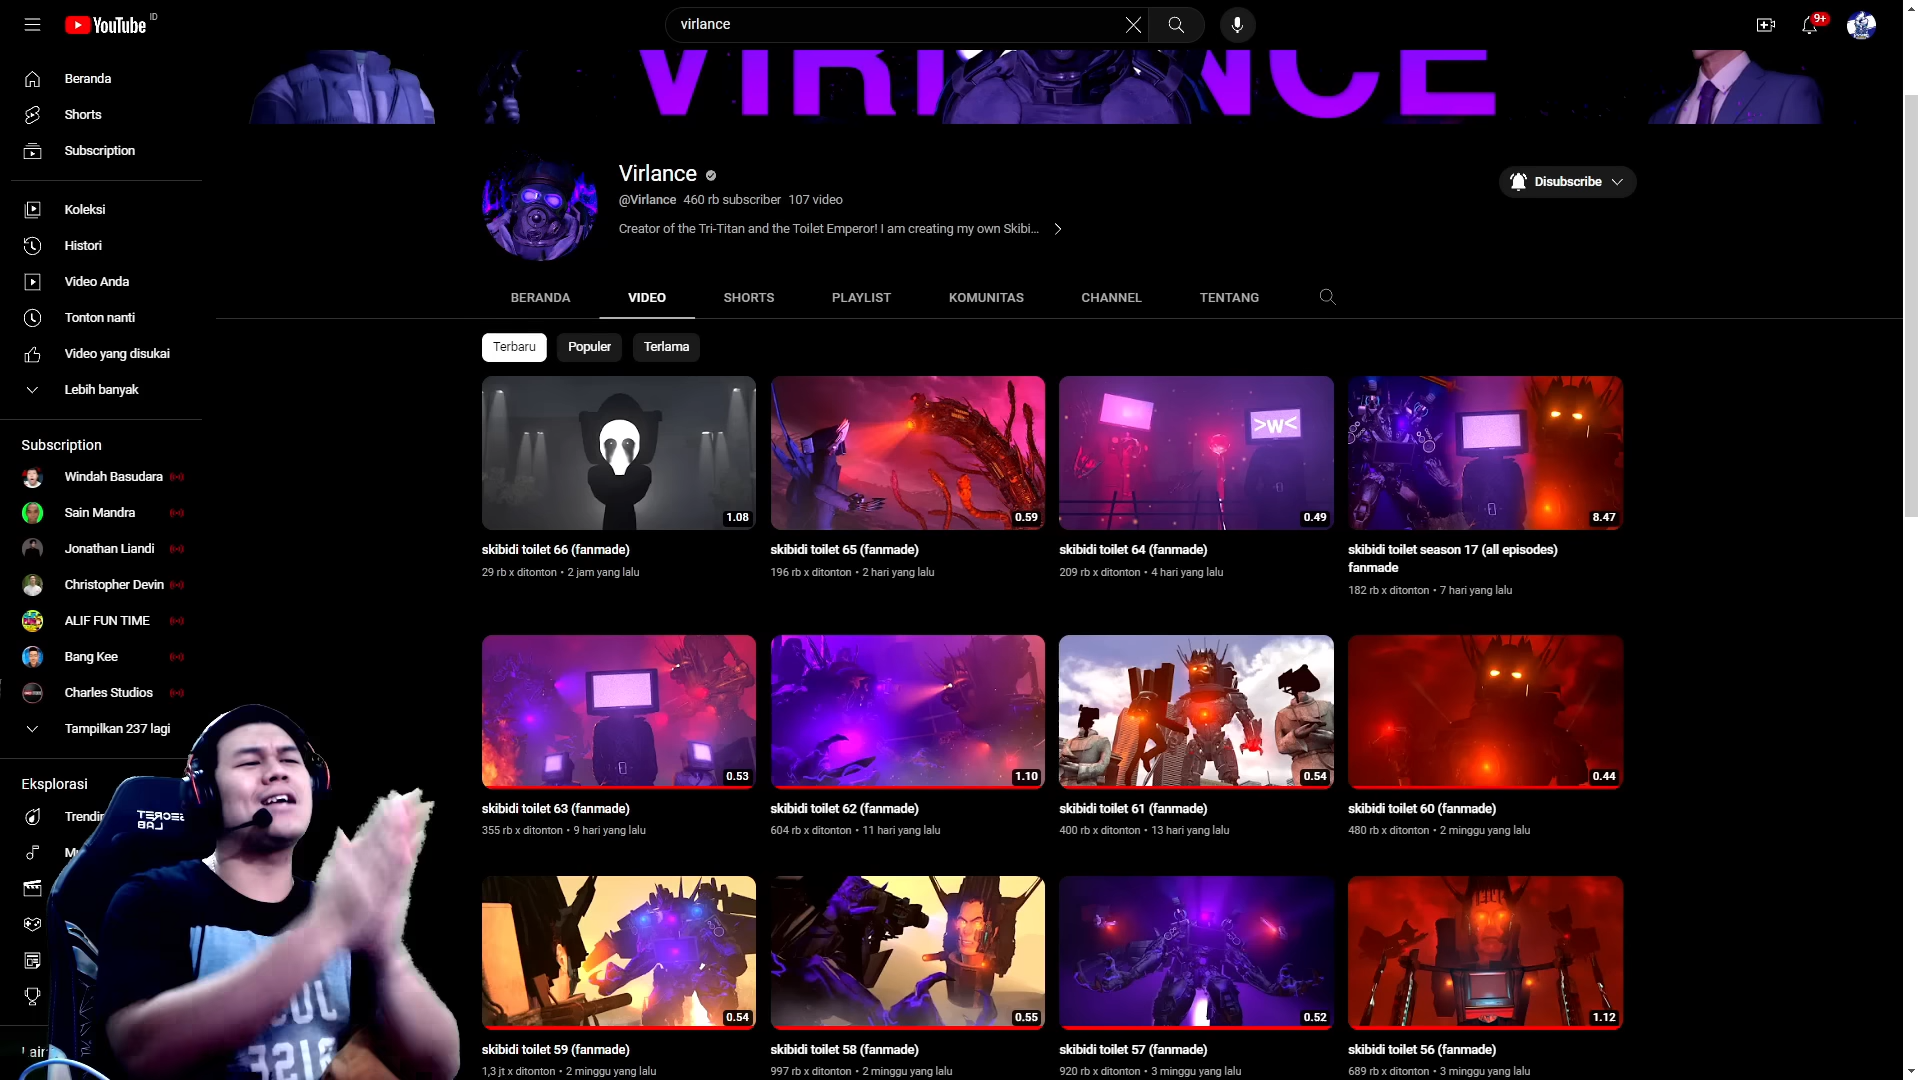 YouTube ID
virlance
9+
VIRLANCE
Beranda
Shorts
Subscription
Koleksi
Histori
Video Anda
Tonton nanti
Video yang disukai
Lebih banyak
Subscription
Windah Basudara
Sain Mandra
Jonathan Liandi
Christopher Devin
ALIF FUN TIME
Bang Kee
Charles Studios
Tampilkan 237 lagi
Eksplorasi
Trendin
Mu
Lair
SECRET
LAB
Virlance
@Virlance 460 rb subscriber 107 video
Creator of the Tri-Titan and the Toilet Emperor! I am creating my own Skibi...
Disubscribe
BERANDA VIDEO SHORTS PLAYLIST KOMUNITAS CHANNEL TENTANG
Terbaru Populer Terlama
>W<
1.08 0.59 0.49 8.47
skibidi toilet 66 (fanmade)
29 rb x ditonton • 2 jam yang lalu
skibidi toilet 65 (fanmade)
196 rb x ditonton • 2 hari yang lalu
skibidi toilet 64 (fanmade)
209 rb x ditonton • 4 hari yang lalu
skibidi toilet season 17 (all episodes)
fanmade
182 rb x ditonton • 7 hari yang lalu
0.53 1.10 0.54 0.44
skibidi toilet 63 (fanmade)
355 rb x ditonton • 9 hari yang lalu
skibidi toilet 62 (fanmade)
604 rb x ditonton • 11 hari yang lalu
skibidi toilet 61 (fanmade)
400 rb x ditonton • 13 hari yang lalu
skibidi toilet 60 (fanmade)
480 rb x ditonton • 2 minggu yang lalu
0.54 0.55 0.52 1.12
skibidi toilet 59 (fanmade)
1,3 jt x ditonton • 2 minggu yang lalu
skibidi toilet 58 (fanmade)
997 rb x ditonton • 2 minggu yang lalu
skibidi toilet 57 (fanmade)
920 rb x ditonton • 3 minggu yang lalu
skibidi toilet 56 (fanmade)
689 rb x ditonton • 3 minggu yang lalu